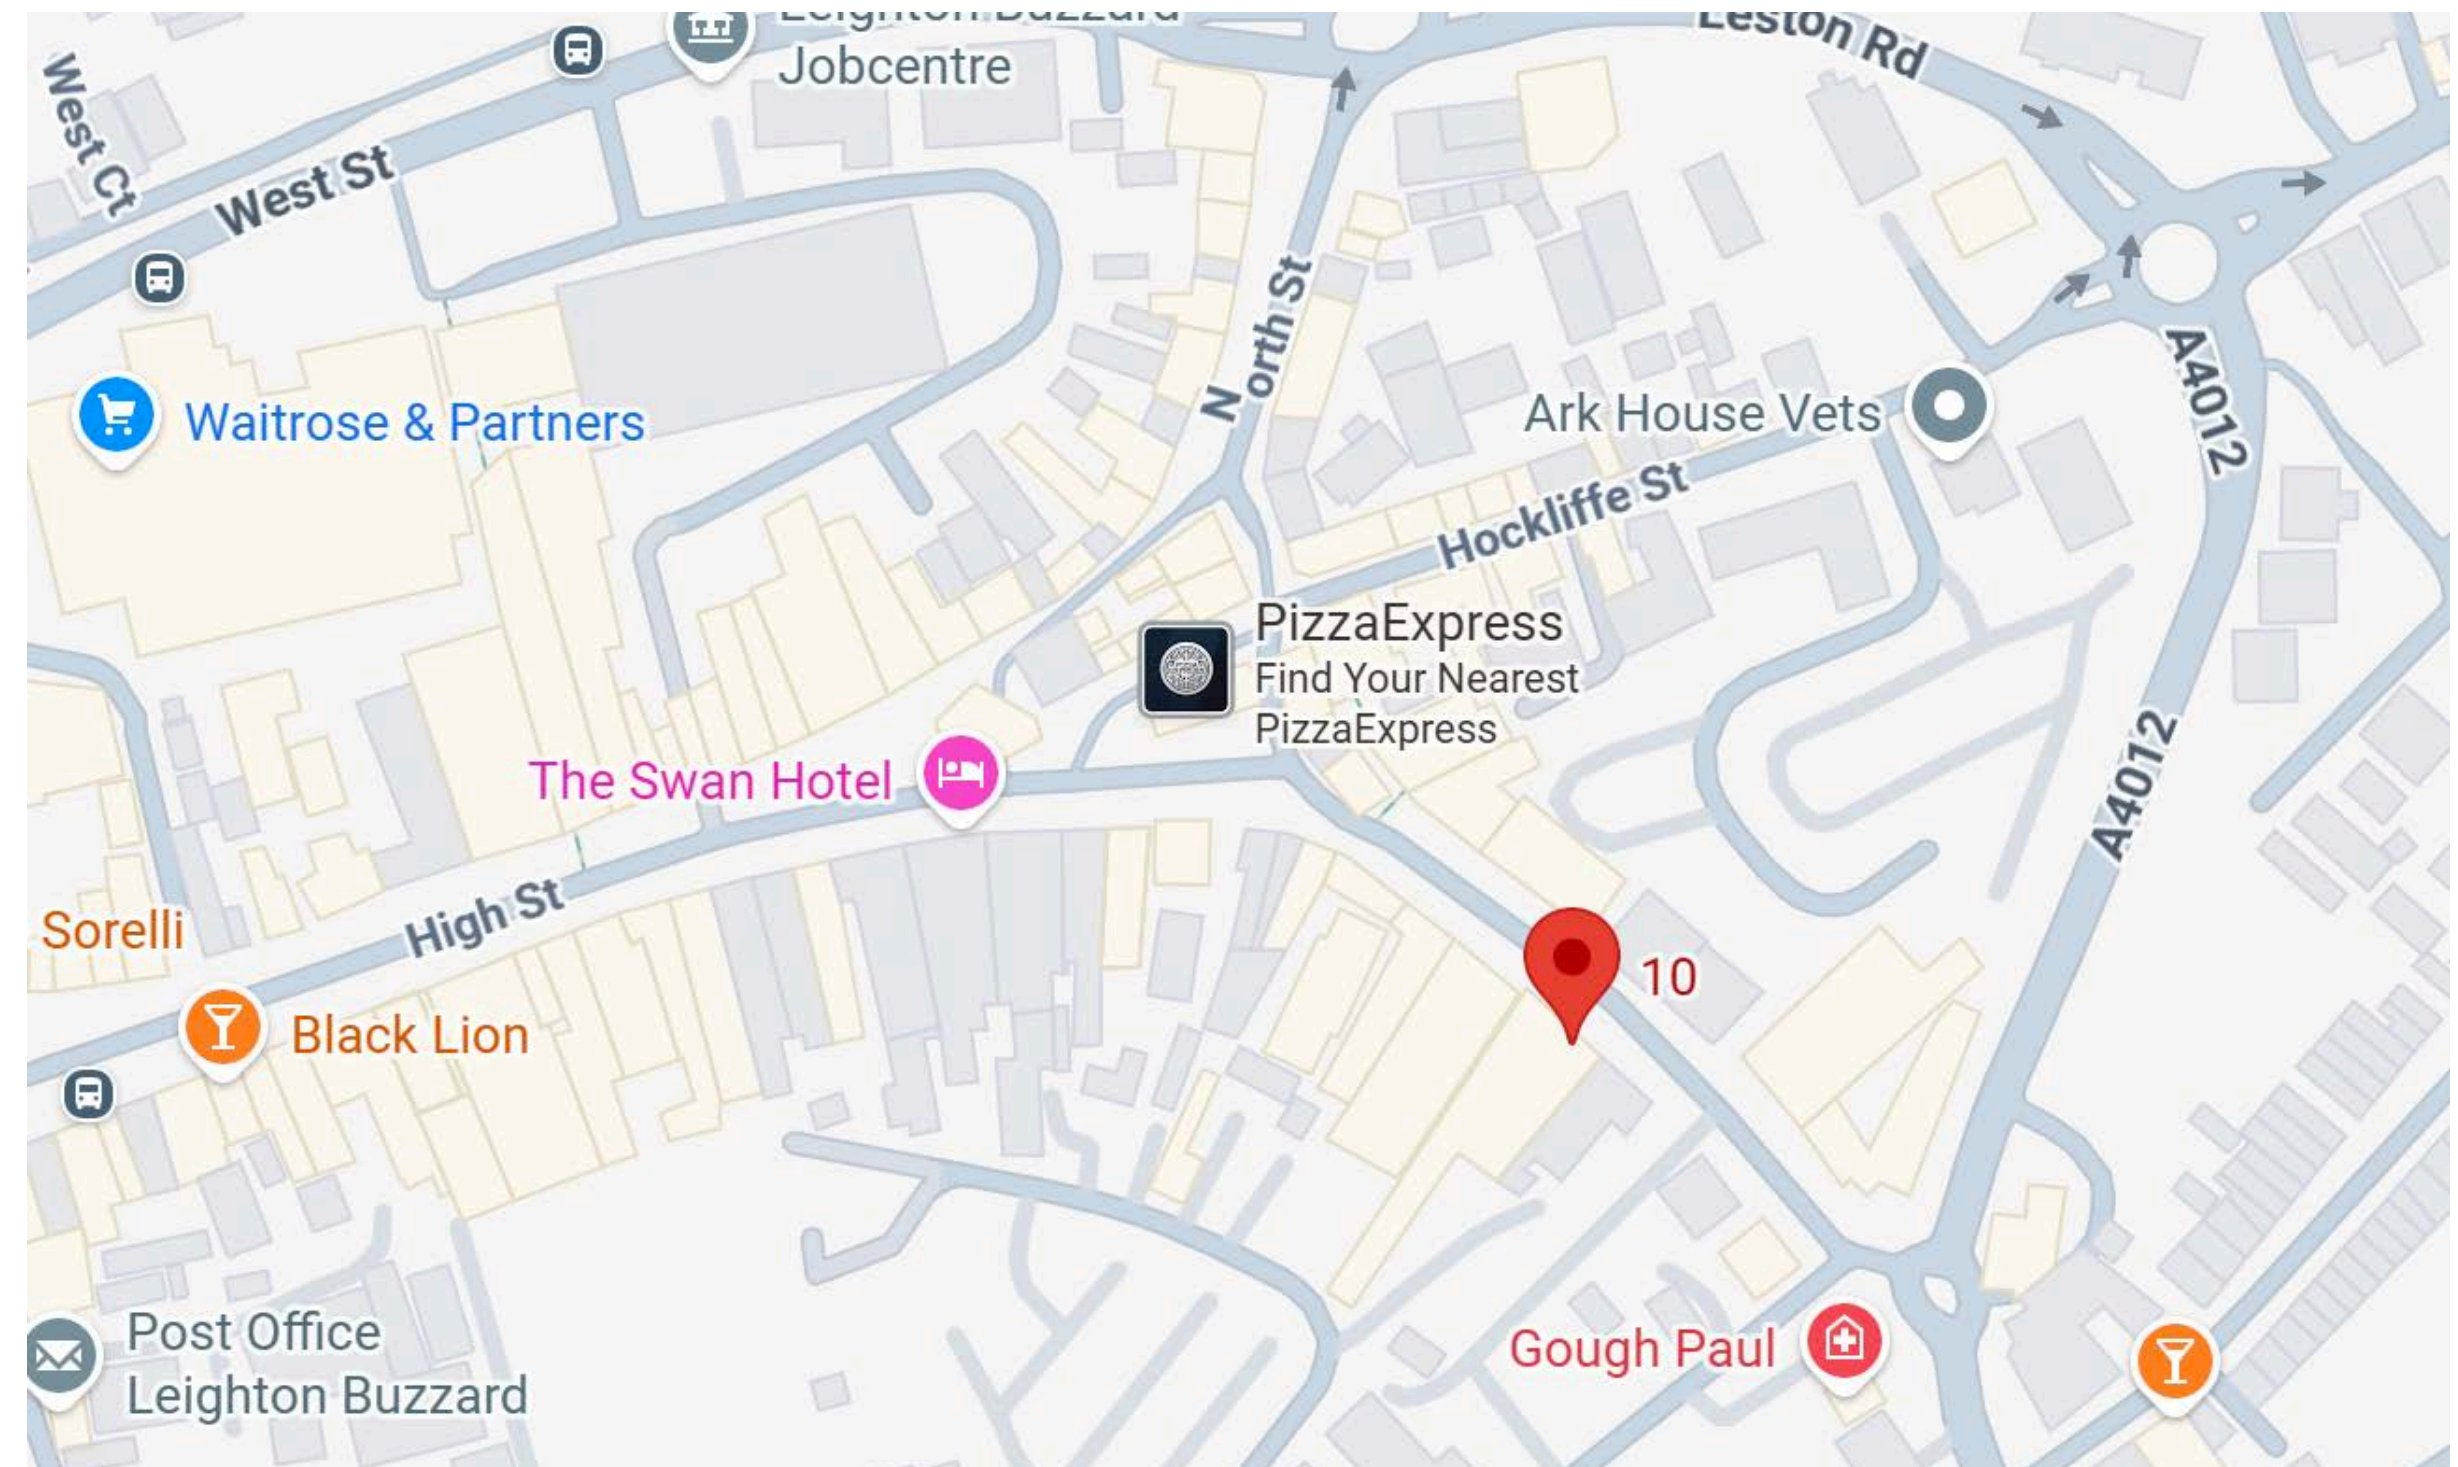 Leighton Buzzard
Jobcentre
Leston Rd
West Ct
West St
North St
Waitrose & Partners
Ark House Vets
A4012
Hockliffe St
PizzaExpress
Find Your Nearest
PizzaExpress
The Swan Hotel
A4012
High St
Sorelli
10
Black Lion
Post Office
Leighton Buzzard
Gough Paul